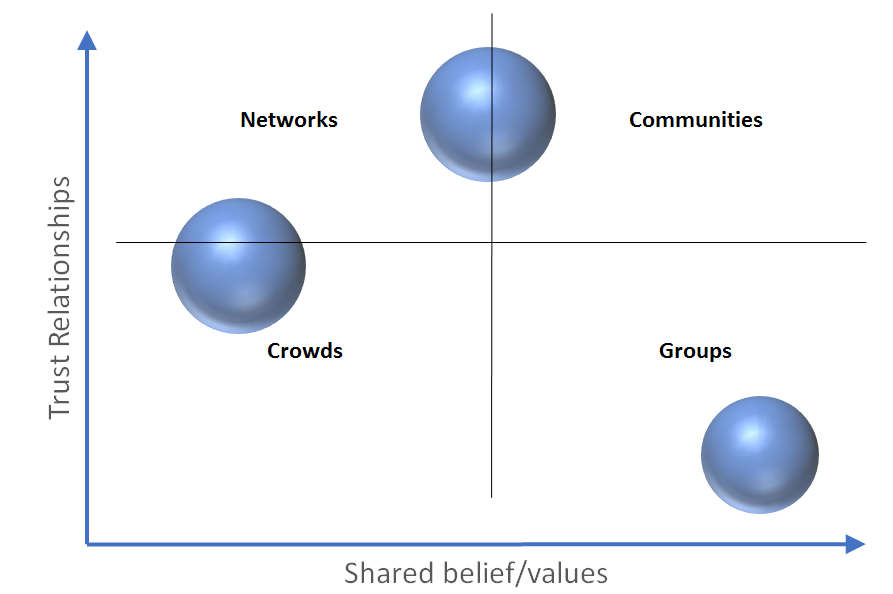 Networks
Communities
Trust Relationships
Crowds
Groups
Shared belief/values